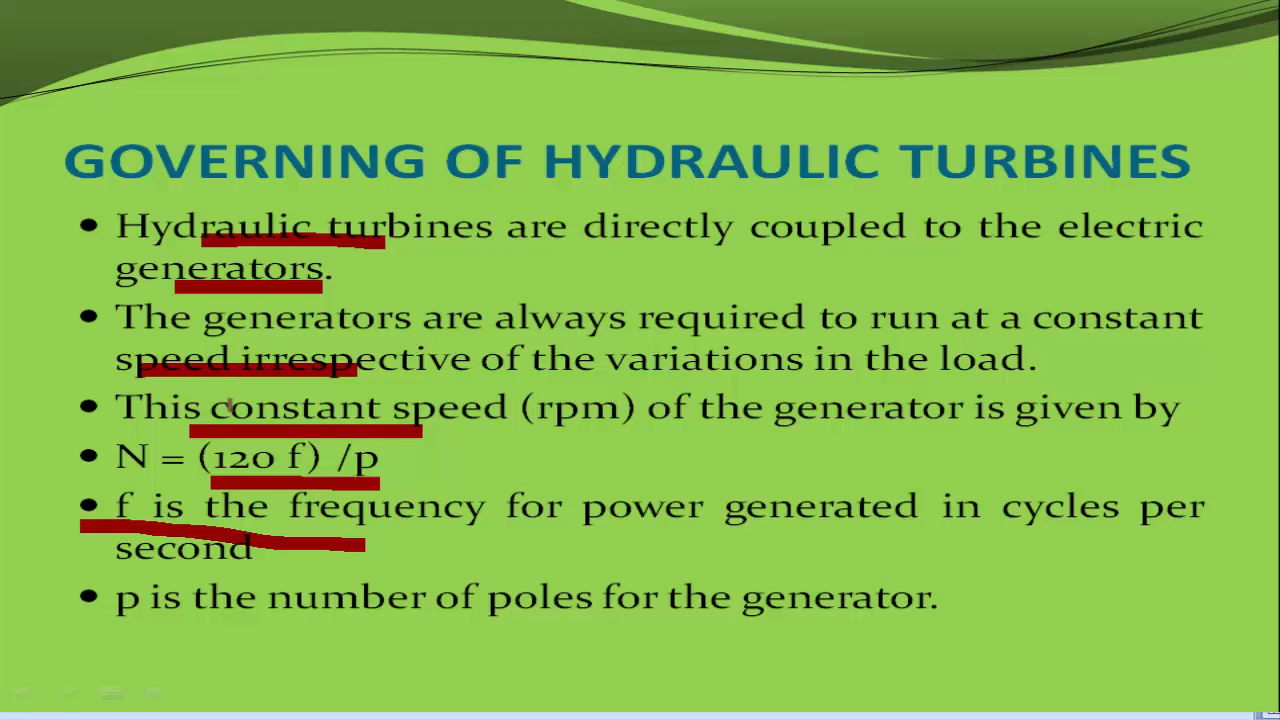 GOVERNING OF HYDRAULIC TURBINES
• Hydraulic turbines are directly coupled to the electric
generators.
• The generators are always required to run at a constant
speed irrespective of the variations in the load.
• This constant speed (rpm) of the generator is given by
• N = (120 f) /p
• f is the frequency for power generated in cycles per
second
• p is the number of poles for the generator.